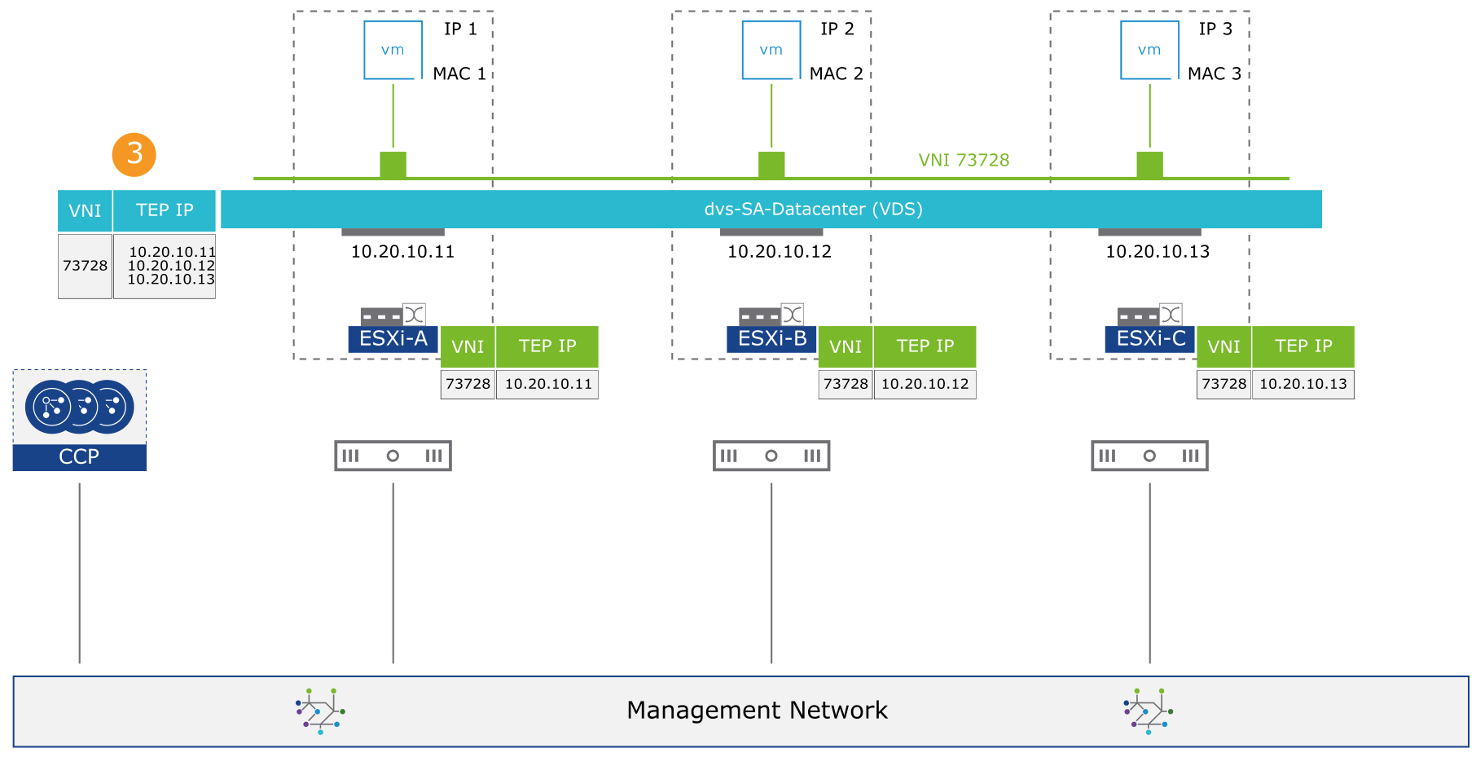 IP 1
IP 2
IP 3
vm
vm
vm
MAC 1
MAC 2
MAC 3
3
VNI 73728
VNI
TEP IP
dvs-SA-Datacenter (VDS)
73728
10.20.10.11
10.20.10.12
10.20.10.13
10.20.10.11
10.20.10.12
10.20.10.13
ESXi-A
VNI
TEP IP
73728
10.20.10.11
ESXi-B
VNI
TEP IP
73728
10.20.10.12
ESXi-C
VNI
TEP IP
73728
10.20.10.13
CCP
Management Network